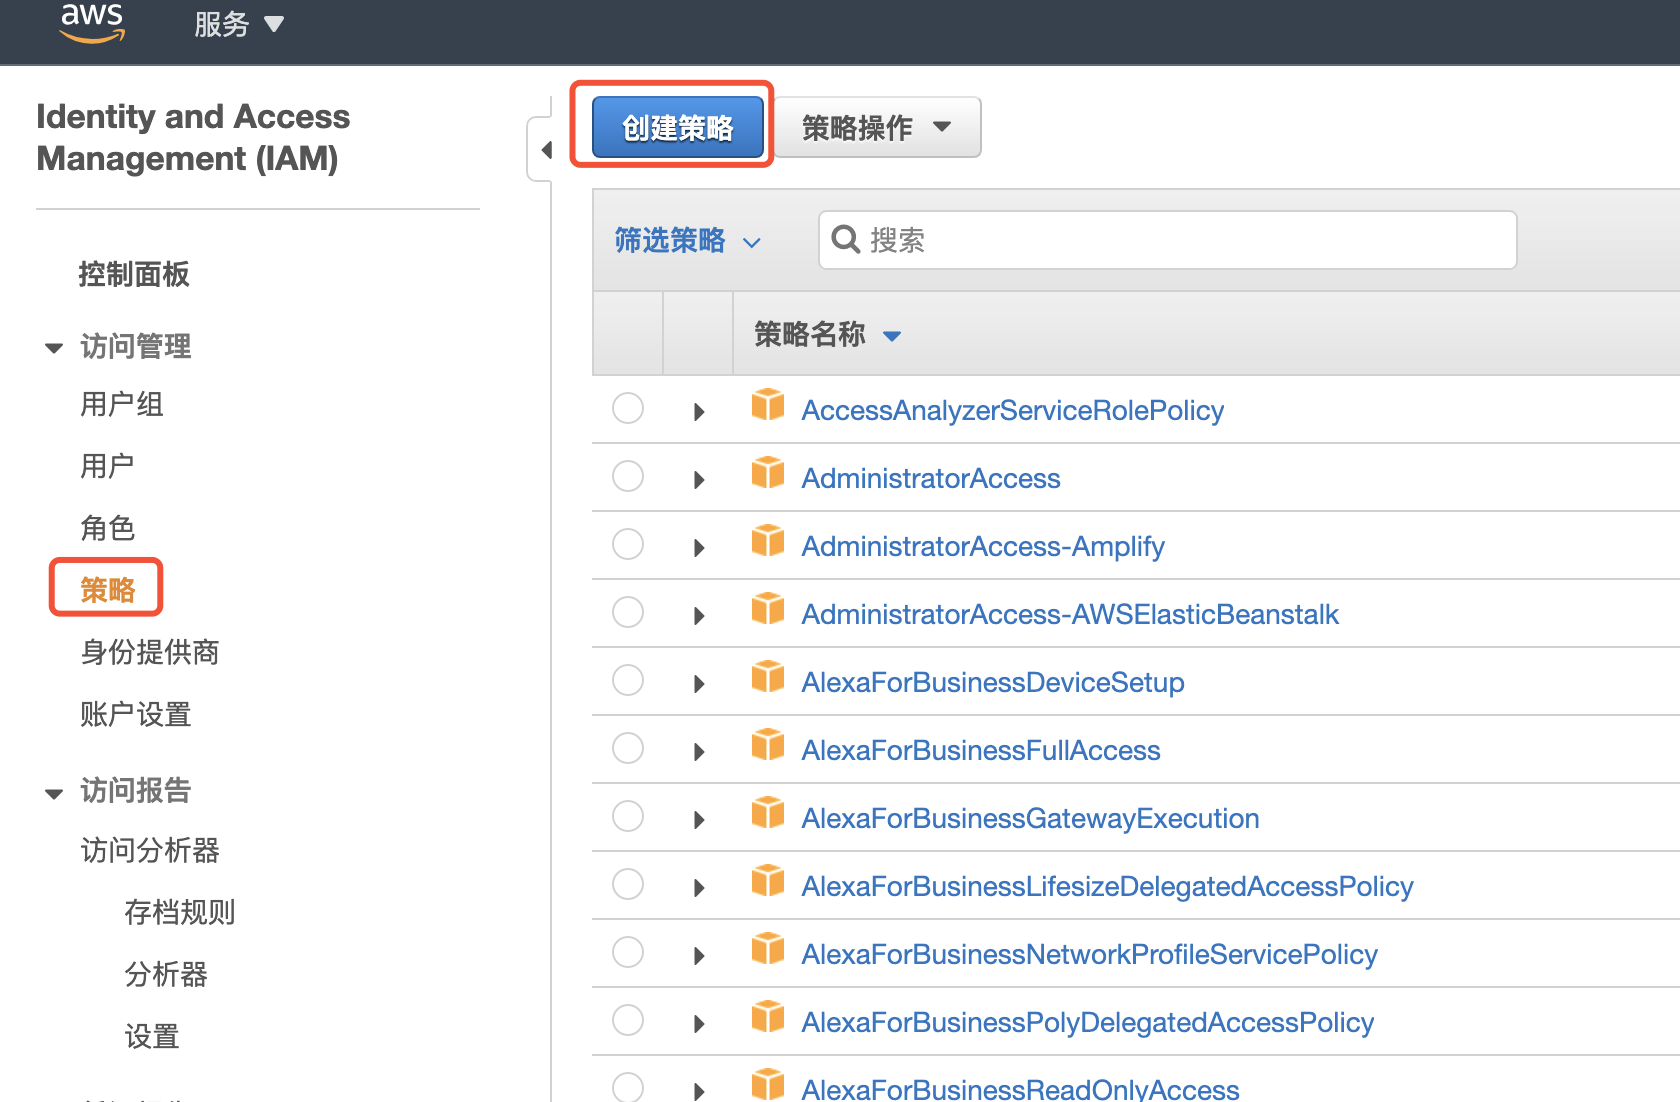 aws
服务
Identity and Access
Management (IAM)
控制面板
访问管理
用户组
用户
角色
策略
身份提供商
账户设置
访问报告
访问分析器
存档规则
分析器
设置
创建策略
策略操作
筛选策略
搜索
策略名称
AccessAnalyzerServiceRolePolicy
AdministratorAccess
AdministratorAccess-Amplify
AdministratorAccess-AWSElasticBeanstalk
AlexaForBusinessDeviceSetup
AlexaForBusinessFullAccess
AlexaForBusinessGatewayExecution
AlexaForBusinessLifesizeDelegatedAccessPolicy
AlexaForBusinessNetworkProfileServicePolicy
AlexaForBusinessPolyDelegatedAccessPolicy
AlexaForBusinessReadOnlyAccess